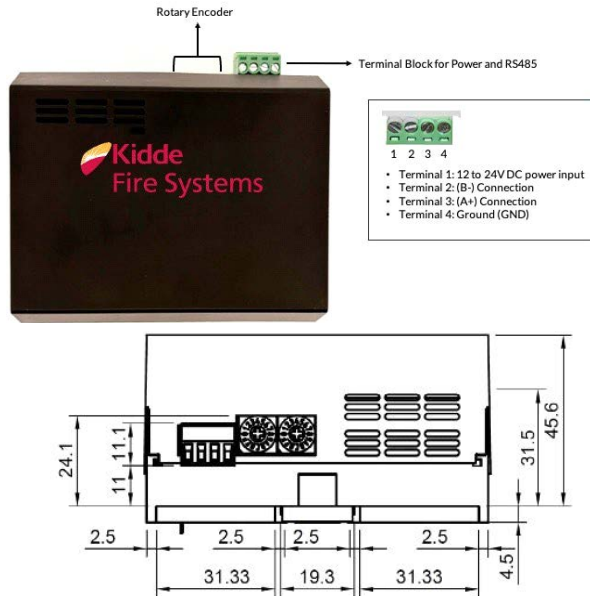 Rotary Encoder
Terminal Block for Power and RS485
Kidde
Fire Systems
1 2 3 4
• Terminal 1: 12 to 24V DC power input
• Terminal 2: (B-) Connection
• Terminal 3: (A+) Connection
• Terminal 4: Ground (GND)
24.1
11.1
11
31.5
45.6
2.5
2.5
2.5
2.5
4.5
31.33
19.3
31.33